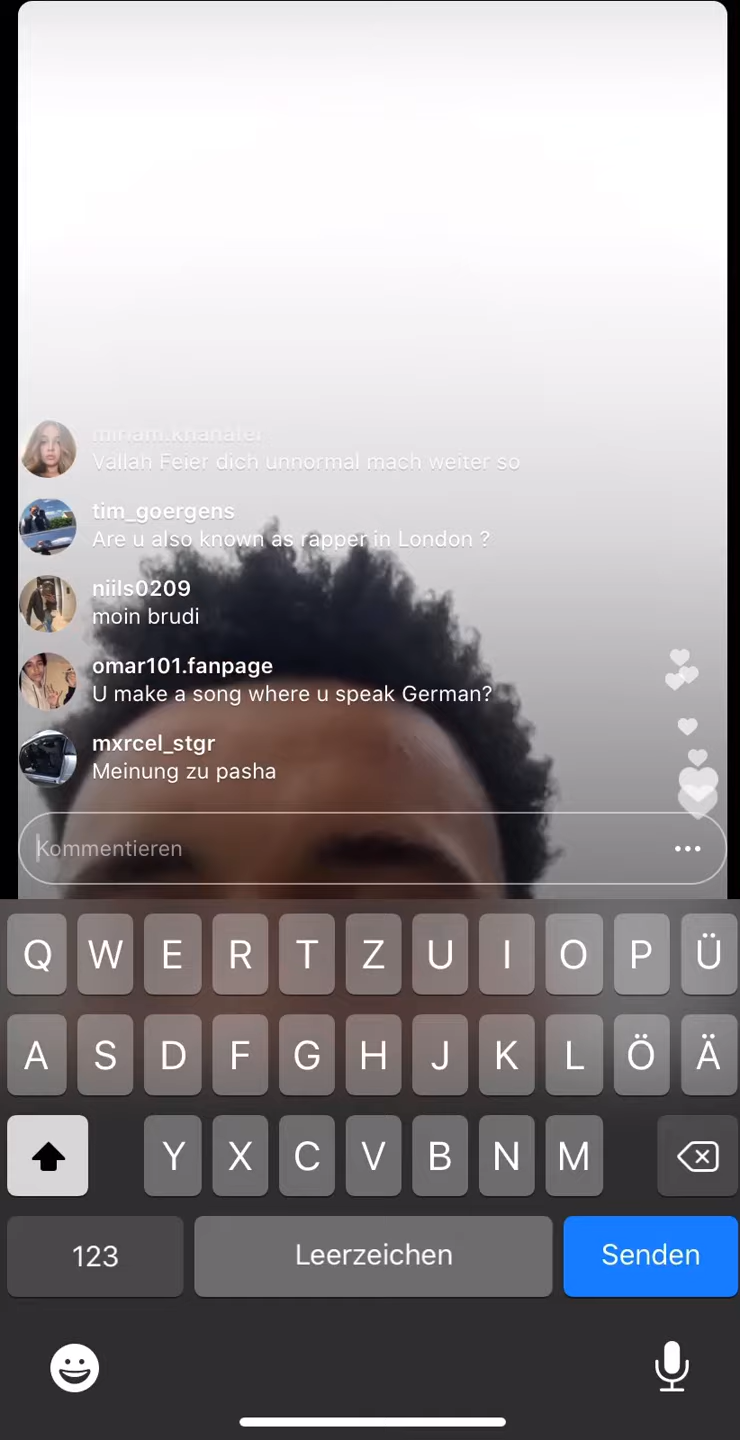 Vallah Feier dich unnormal mach weiter so
tim_goergens
Are u also known as rapper in London ?
niils0209
moin brudi
omar101.fanpage
U make a song where u speak German?
mxrcel_stgr
Meinung zu pasha
Kommentieren
Q W E R T Z U I O P Ü
A S D F G H J K L Ö Ä
Y X C V B N M
123 Leerzeichen Senden